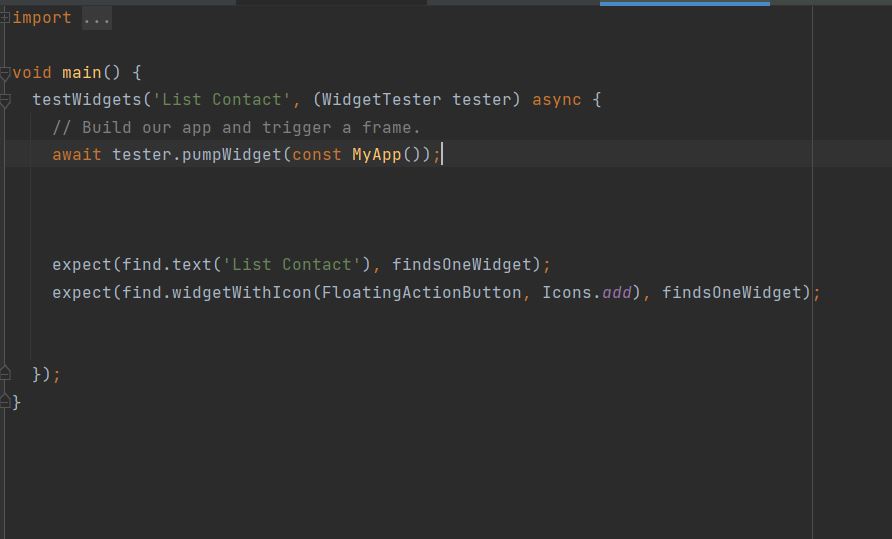 import ...
void main() {
testWidgets('List Contact', (WidgetTester tester) async {
// Build our app and trigger a frame.
await tester.pumpWidget(const MyApp());
expect(find.text('List Contact'), findsOneWidget);
expect(find.widgetWithIcon(FloatingActionButton, Icons.add), findsOneWidget);
});
}